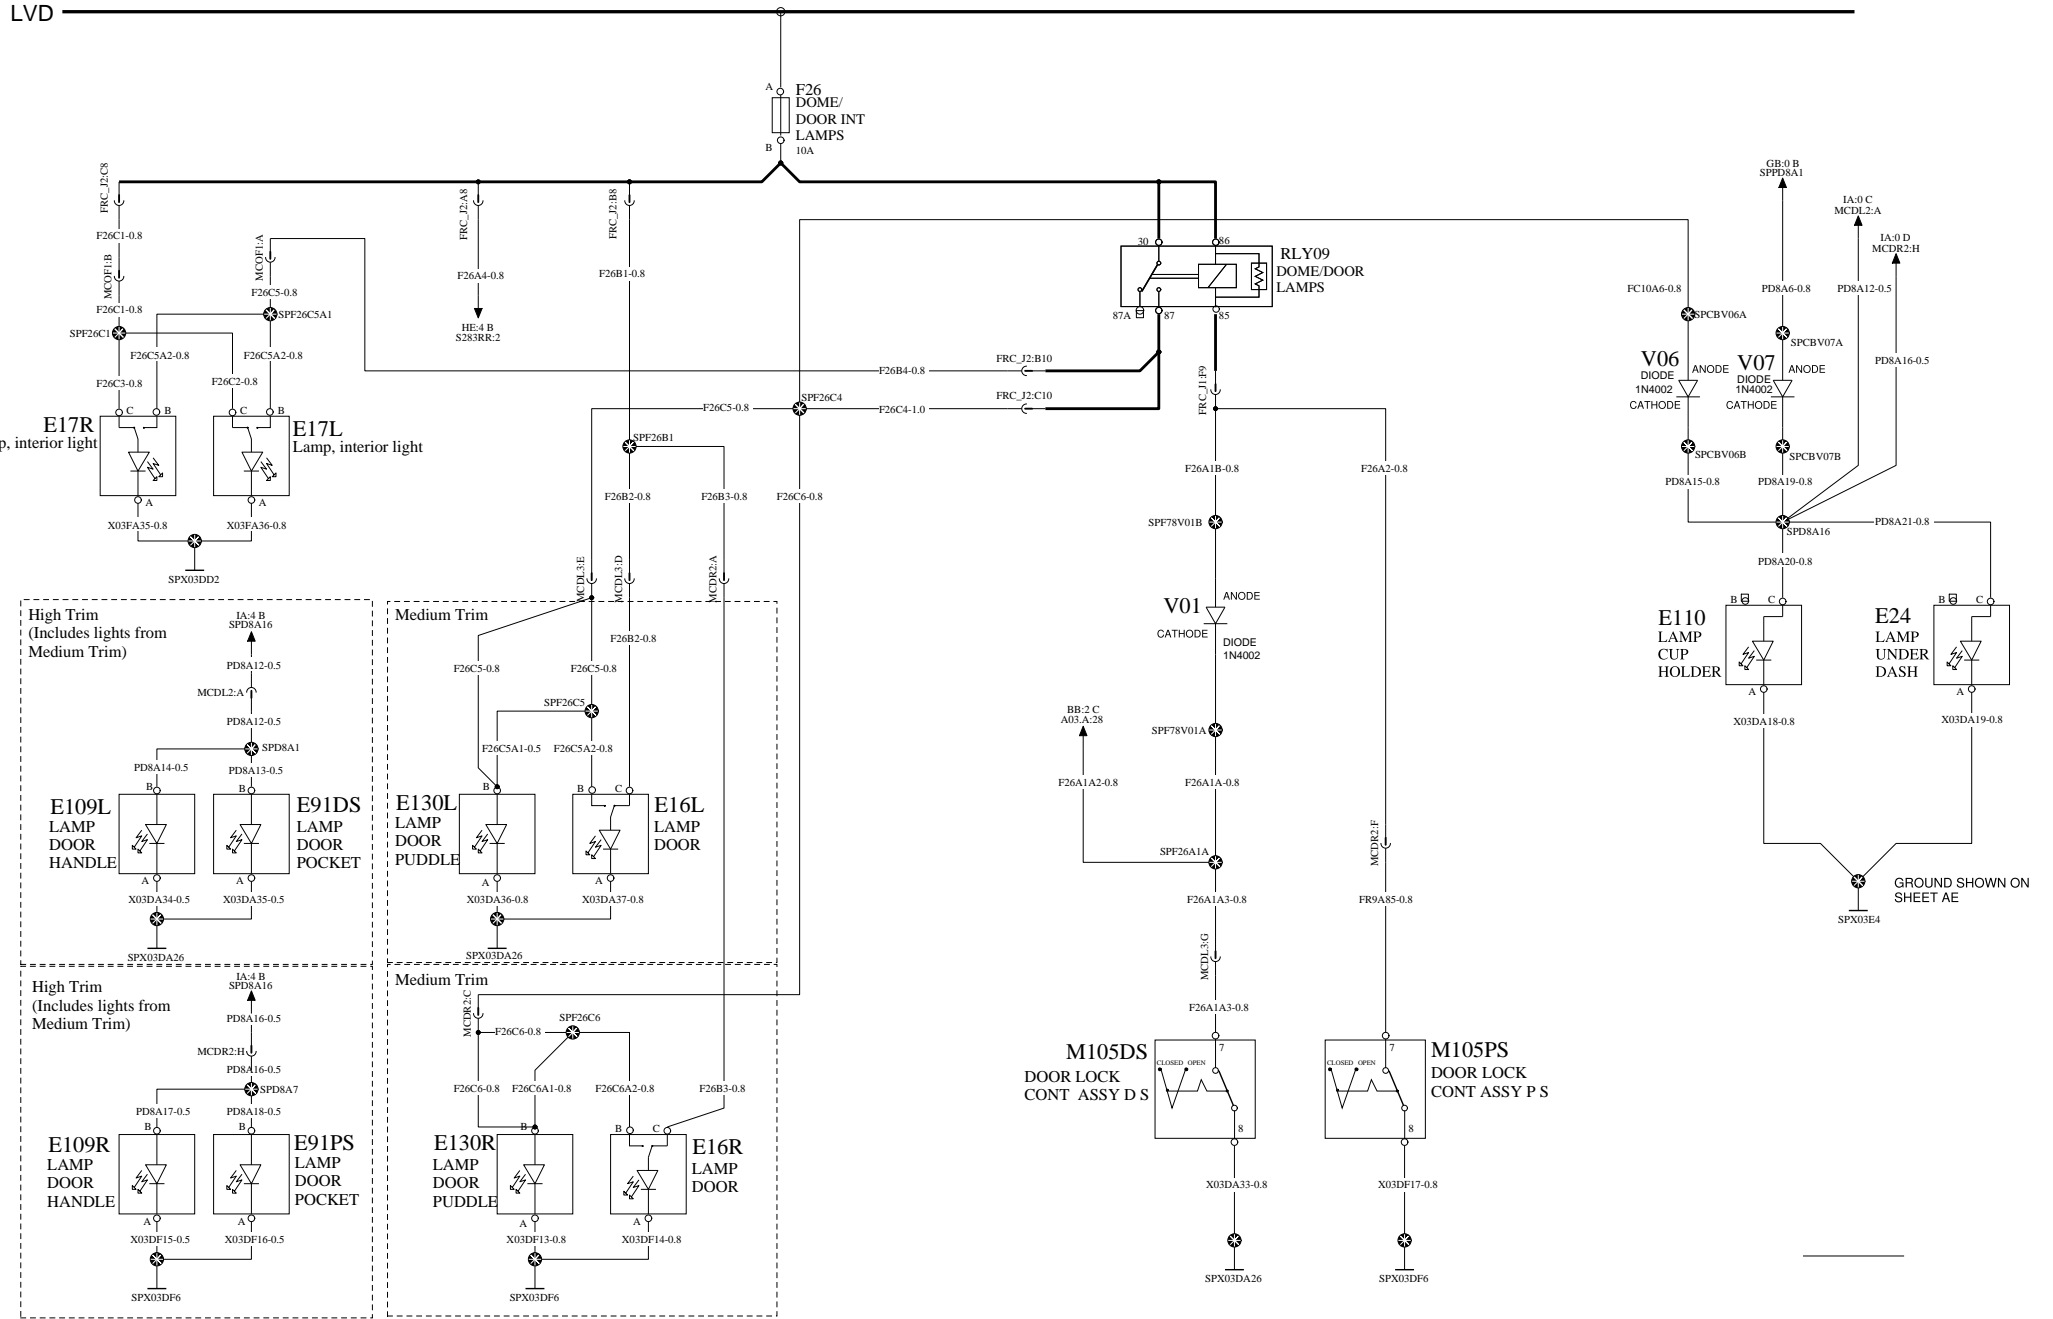 LVD
A
F26
DOME/
DOOR INT
LAMPS
B
10A
FRC_J2:C8
F26C1-0.8
MCOF1:B
F26C1-0.8
SPF26C1
MCOF1:A
F26C5-0.8
SPF26C5A1
F26C5A2-0.8
F26C5A2-0.8
F26C3-0.8
F26C2-0.8
C
B
C
B
E17R
p, interior light
E17L
Lamp, interior light
A
A
X03FA35-0.8
X03FA36-0.8
SPX03DD2
FRC_J2:A8
F26A4-0.8
HE:4 B
S283RR:2
FRC_J2:B8
F26B1-0.8
30
86
RLY09
DOME/DOOR
LAMPS
87A
87
85
FRC_J2:B10
F26B4-0.8
FRC_J2:C10
F26C5-0.8
SPF26C4
F26C4-1.0
SPF26B1
F26B2-0.8
F26B3-0.8
F26C6-0.8
FRC_J1:F9
F26A1B-0.8
F26A2-0.8
SPF78V01B
V01
ANODE
CATHODE
DIODE
1N4002
SPF78V01A
BB:2 C
A03.A:28
F26A1A2-0.8
F26A1A-0.8
SPF26A1A
F26A1A3-0.8
MCDL3:G
F26A1A3-0.8
MCDR2:F
FR9A85-0.8
M105DS
DOOR LOCK
CONT ASSY D S
7
CLOSED OPEN
8
X03DA33-0.8
SPX03DA26
M105PS
DOOR LOCK
CONT ASSY P S
7
CLOSED OPEN
8
X03DF17-0.8
SPX03DF6
GB:0 B
SPPD8A1
IA:0 C
MCDL2:A
IA:0 D
MCDR2:H
FC10A6-0.8
PD8A6-0.8
PD8A12-0.5
SPCBV06A
SPCBV07A
PD8A16-0.5
V06
DIODE
1N4002
ANODE
CATHODE
V07
DIODE
1N4002
ANODE
CATHODE
SPCBV06B
SPCBV07B
PD8A15-0.8
PD8A19-0.8
SPD8A16
PD8A21-0.8
PD8A20-0.8
B
C
E110
LAMP
CUP
HOLDER
A
X03DA18-0.8
B
C
E24
LAMP
UNDER
DASH
A
X03DA19-0.8
GROUND SHOWN ON
SHEET AE
SPX03E4
High Trim
(Includes lights from
Medium Trim)
IA:4 B
SPD8A16
PD8A12-0.5
MCDL2:A
PD8A12-0.5
SPD8A1
PD8A14-0.5
PD8A13-0.5
B
B
E109L
LAMP
DOOR
HANDLE
E91DS
LAMP
DOOR
POCKET
A
A
X03DA34-0.5
X03DA35-0.5
SPX03DA26
MCDL3:E
MCDL3:D
MCDR2:A
Medium Trim
F26B2-0.8
F26C5-0.8
F26C5-0.8
SPF26C5
F26C5A1-0.5
F26C5A2-0.8
B
B
C
E130L
LAMP
DOOR
PUDDLE
E16L
LAMP
DOOR
A
A
X03DA36-0.8
X03DA37-0.8
SPX03DA26
High Trim
(Includes lights from
Medium Trim)
IA:4 B
SPD8A16
PD8A16-0.5
MCDR2:H
PD8A16-0.5
SPD8A7
PD8A17-0.5
PD8A18-0.5
B
B
E109R
LAMP
DOOR
HANDLE
E91PS
LAMP
DOOR
POCKET
A
A
X03DF15-0.5
X03DF16-0.5
SPX03DF6
Medium Trim
MCDR2:C
F26C6-0.8
SPF26C6
F26C6-0.8
F26C6A1-0.8
F26C6A2-0.8
F26B3-0.8
B
B
C
E130R
LAMP
DOOR
PUDDLE
E16R
LAMP
DOOR
A
A
X03DF13-0.8
X03DF14-0.8
SPX03DF6